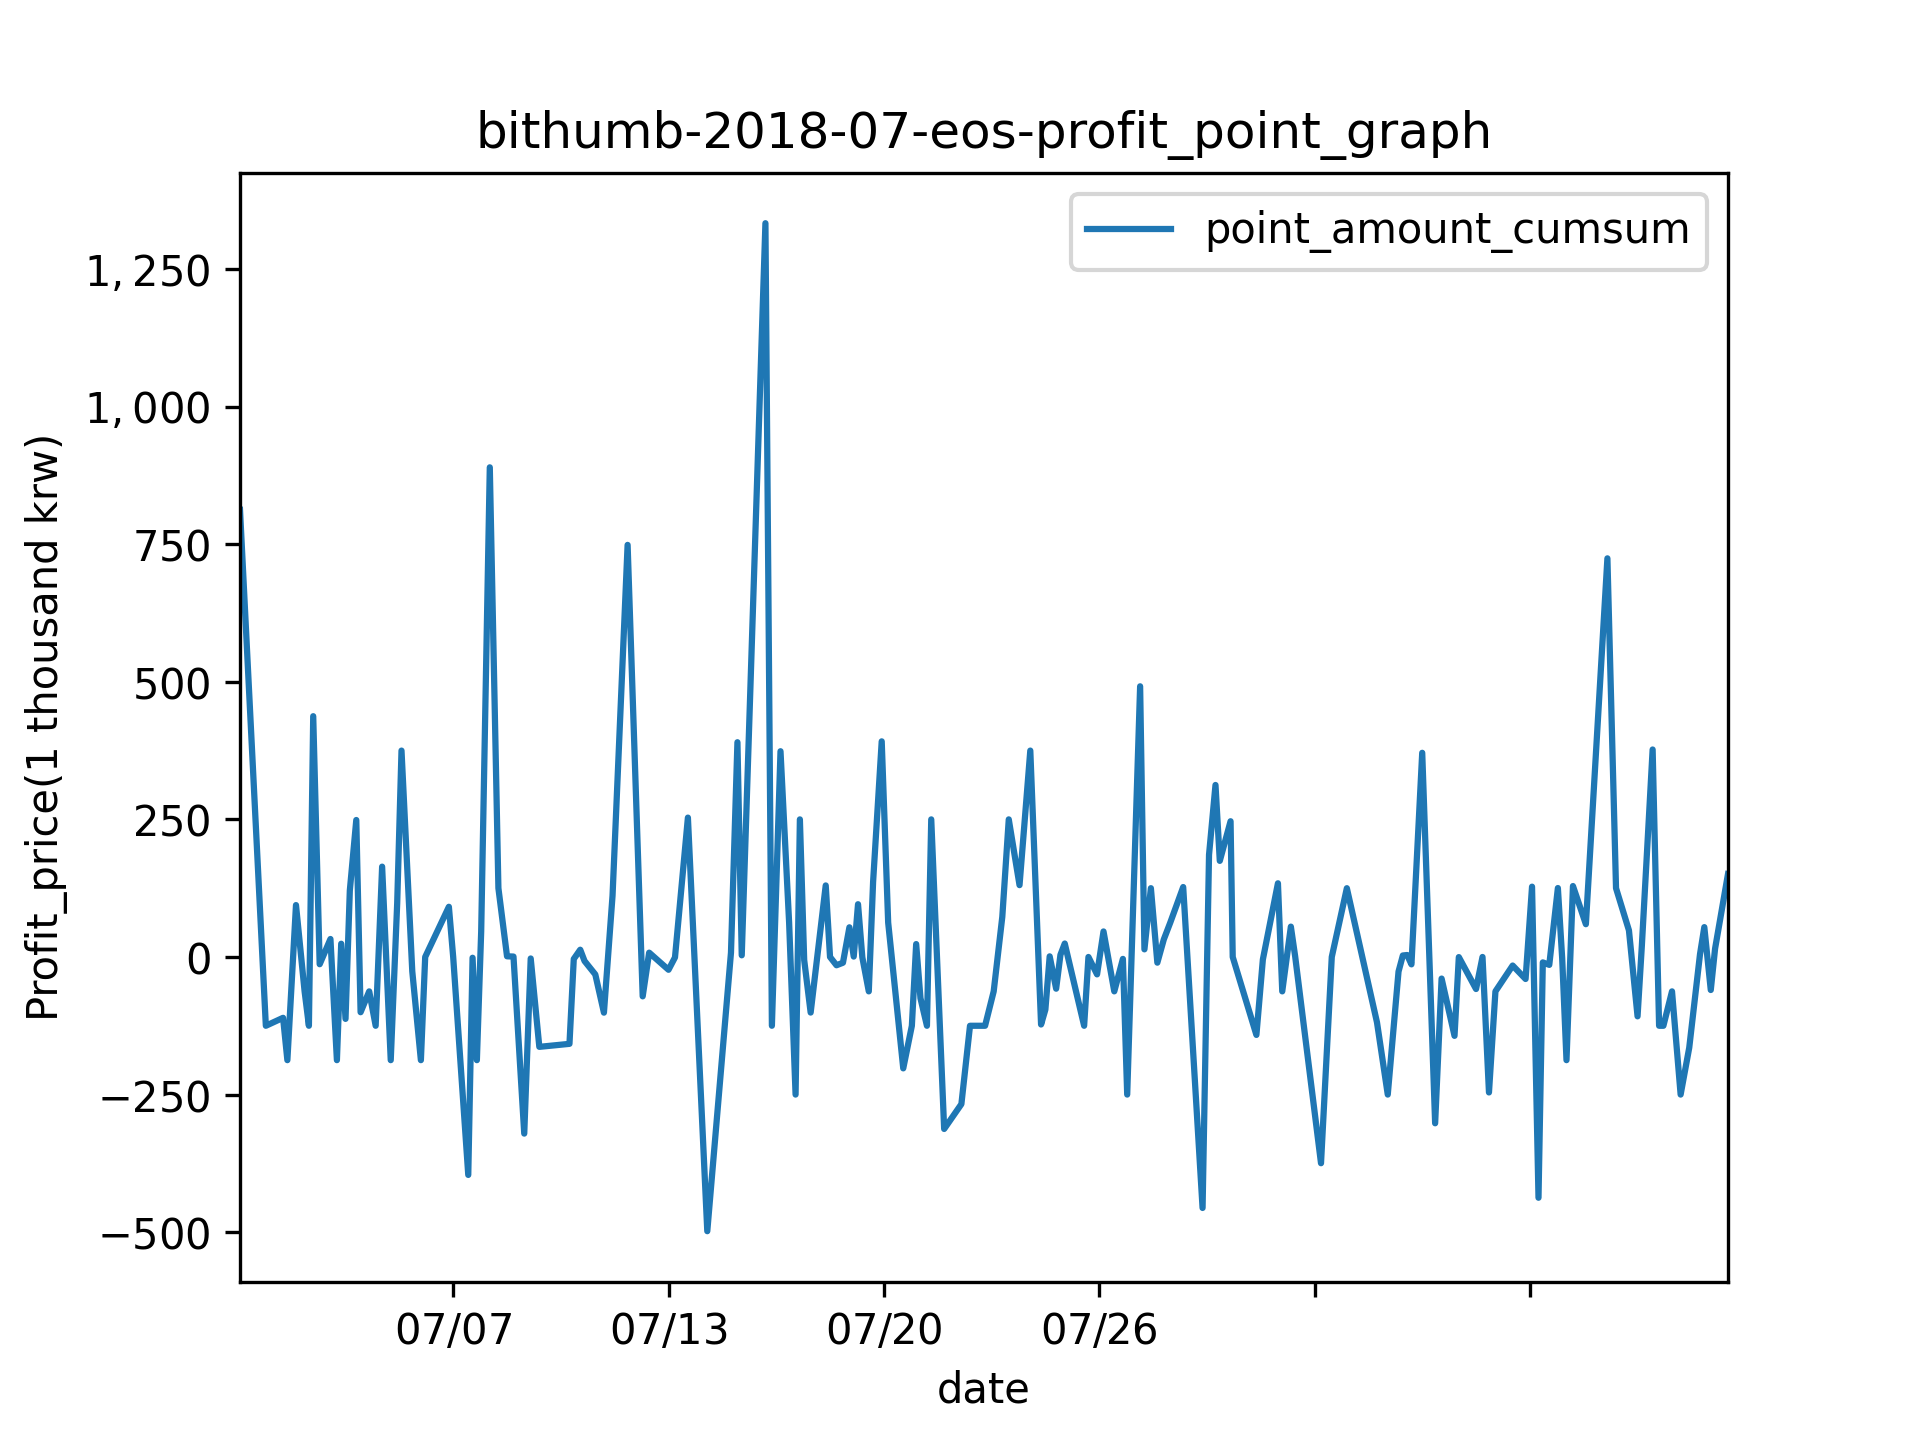 bithumb-2018-07-eos-profit_point_graph
point_amount_cumsum
1,250
1,000
750
500
250
0
−250
−500
Profit_price(1 thousand krw)
07/07 07/13 07/20 07/26
date